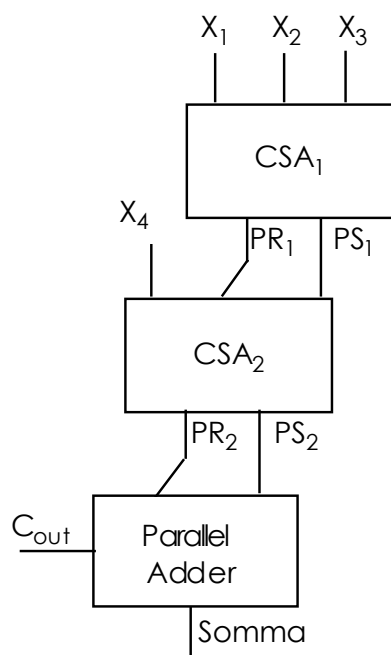 X₁ X₂ X₃
CSA₁
X₄
PR₁ PS₁
CSA₂
PR₂ PS₂
Cout
Parallel
Adder
Somma